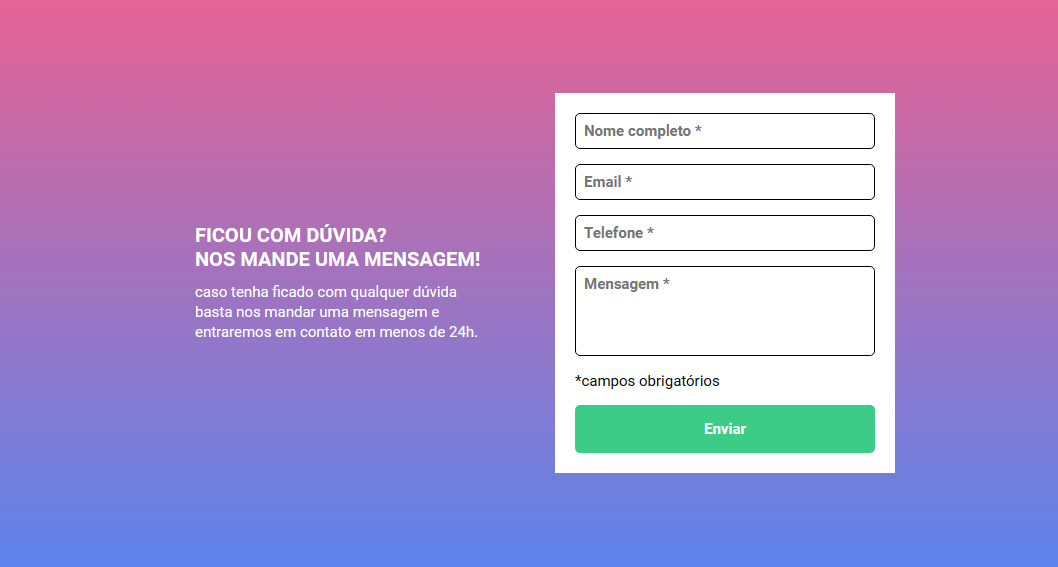 FICOU COM DÚVIDA?
NOS MANDE UMA MENSAGEM!
caso tenha ficado com qualquer dúvida
basta nos mandar uma mensagem e
entraremos em contato em menos de 24h.
Nome completo *
Email *
Telefone *
Mensagem *
*campos obrigatórios
Enviar